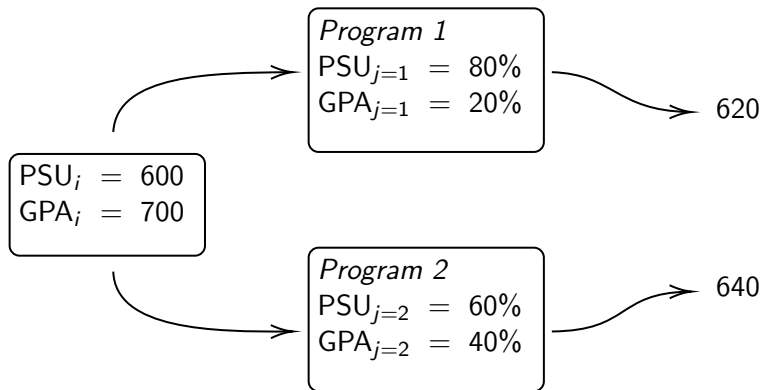 Program 1
PSU_{j=1} = 80%
GPA_{j=1} = 20%
620
PSU_i = 600
GPA_i = 700
Program 2
PSU_{j=2} = 60%
GPA_{j=2} = 40%
640